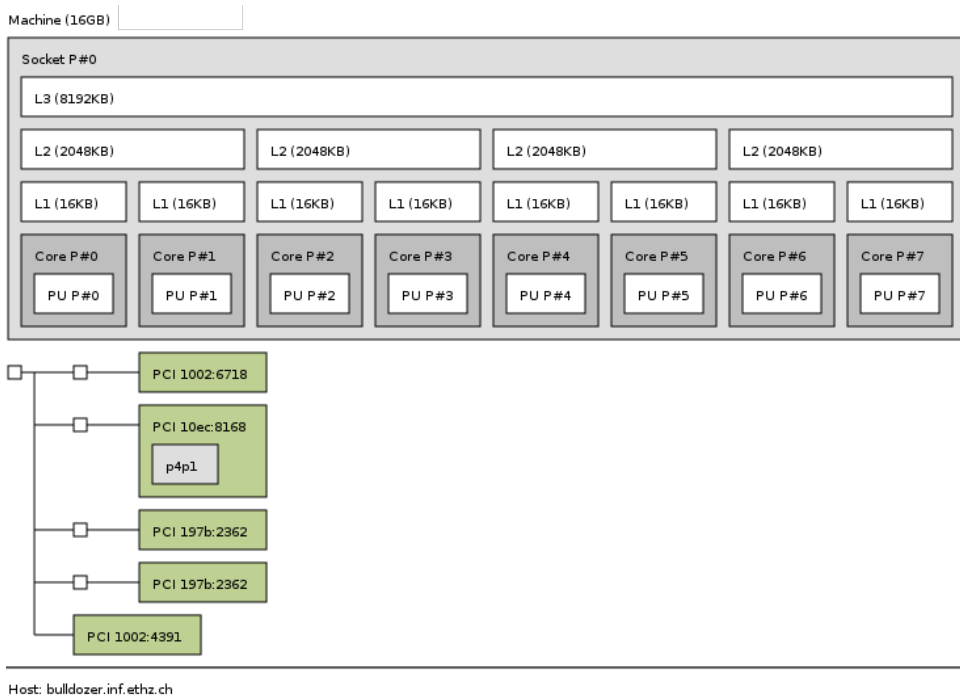 Machine (16GB)
Socket P#0
L3 (8192KB)
L2 (2048KB) L2 (2048KB) L2 (2048KB) L2 (2048KB)
L1 (16KB) L1 (16KB) L1 (16KB) L1 (16KB) L1 (16KB) L1 (16KB) L1 (16KB) L1 (16KB)
Core P#0 Core P#1 Core P#2 Core P#3 Core P#4 Core P#5 Core P#6 Core P#7
PU P#0 PU P#1 PU P#2 PU P#3 PU P#4 PU P#5 PU P#6 PU P#7
PCI 1002:6718
PCI 10ec:8168
p4p1
PCI 197b:2362
PCI 197b:2362
PCI 1002:4391
Host: bulldozer.inf.ethz.ch